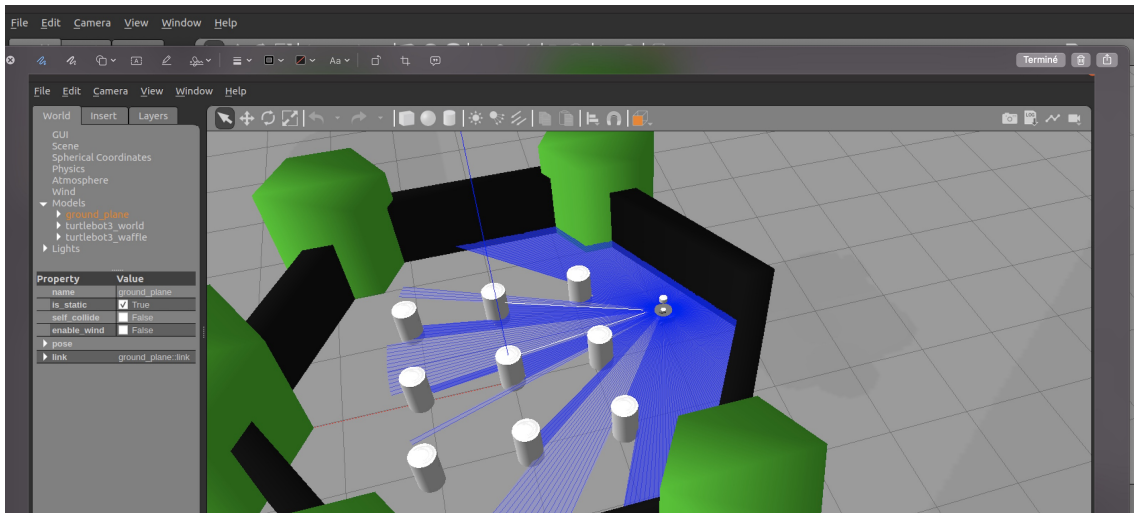 File Edit Camera View Window Help
Aa
Terminé
File Edit Camera View Window Help
World Insert Layers
GUI
Scene
Spherical Coordinates
Physics
Atmosphere
Wind
Models
ground_plane
turtlebot3_world
turtlebot3_waffle
Lights
Property Value
name ground_plane
is_static True
self_collide False
enable_wind False
pose
link ground_plane::link
LOG